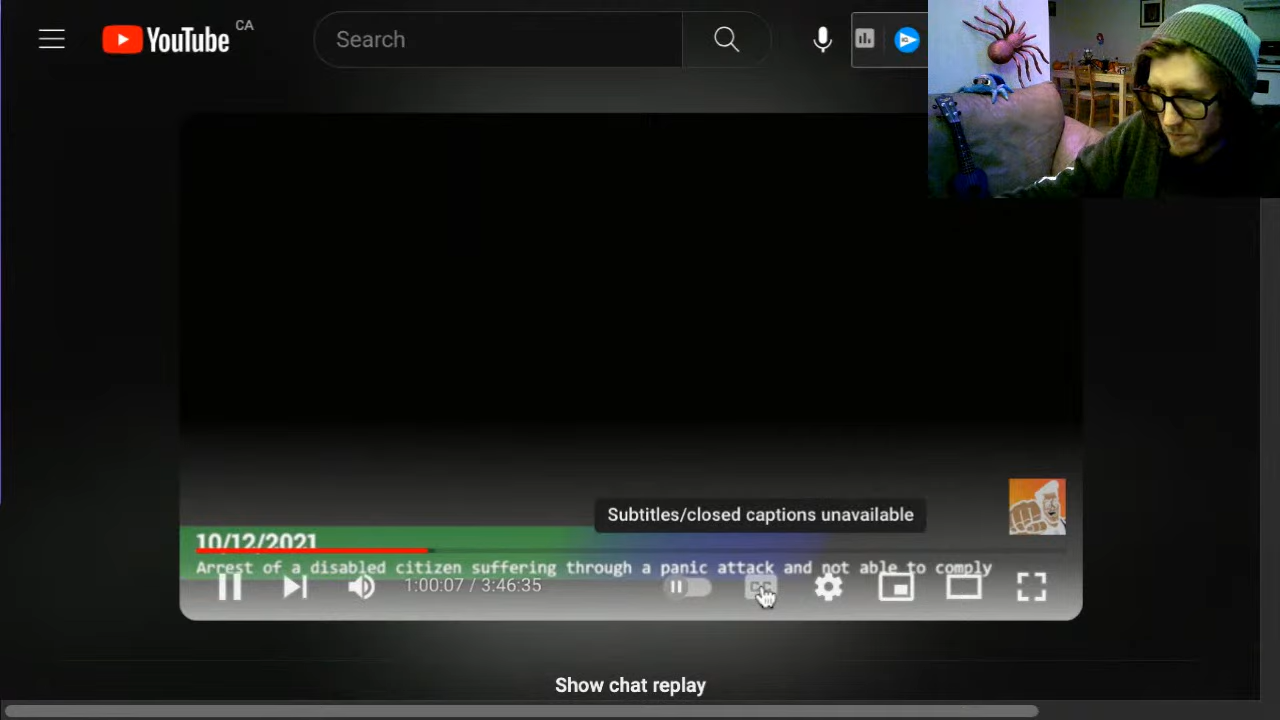 YouTube CA
Search
Subtitles/closed captions unavailable
10/12/2021
Arrest of a disabled citizen suffering through a panic attack and not able to comply
1:00:07 / 3:46:35
CC
Show chat replay